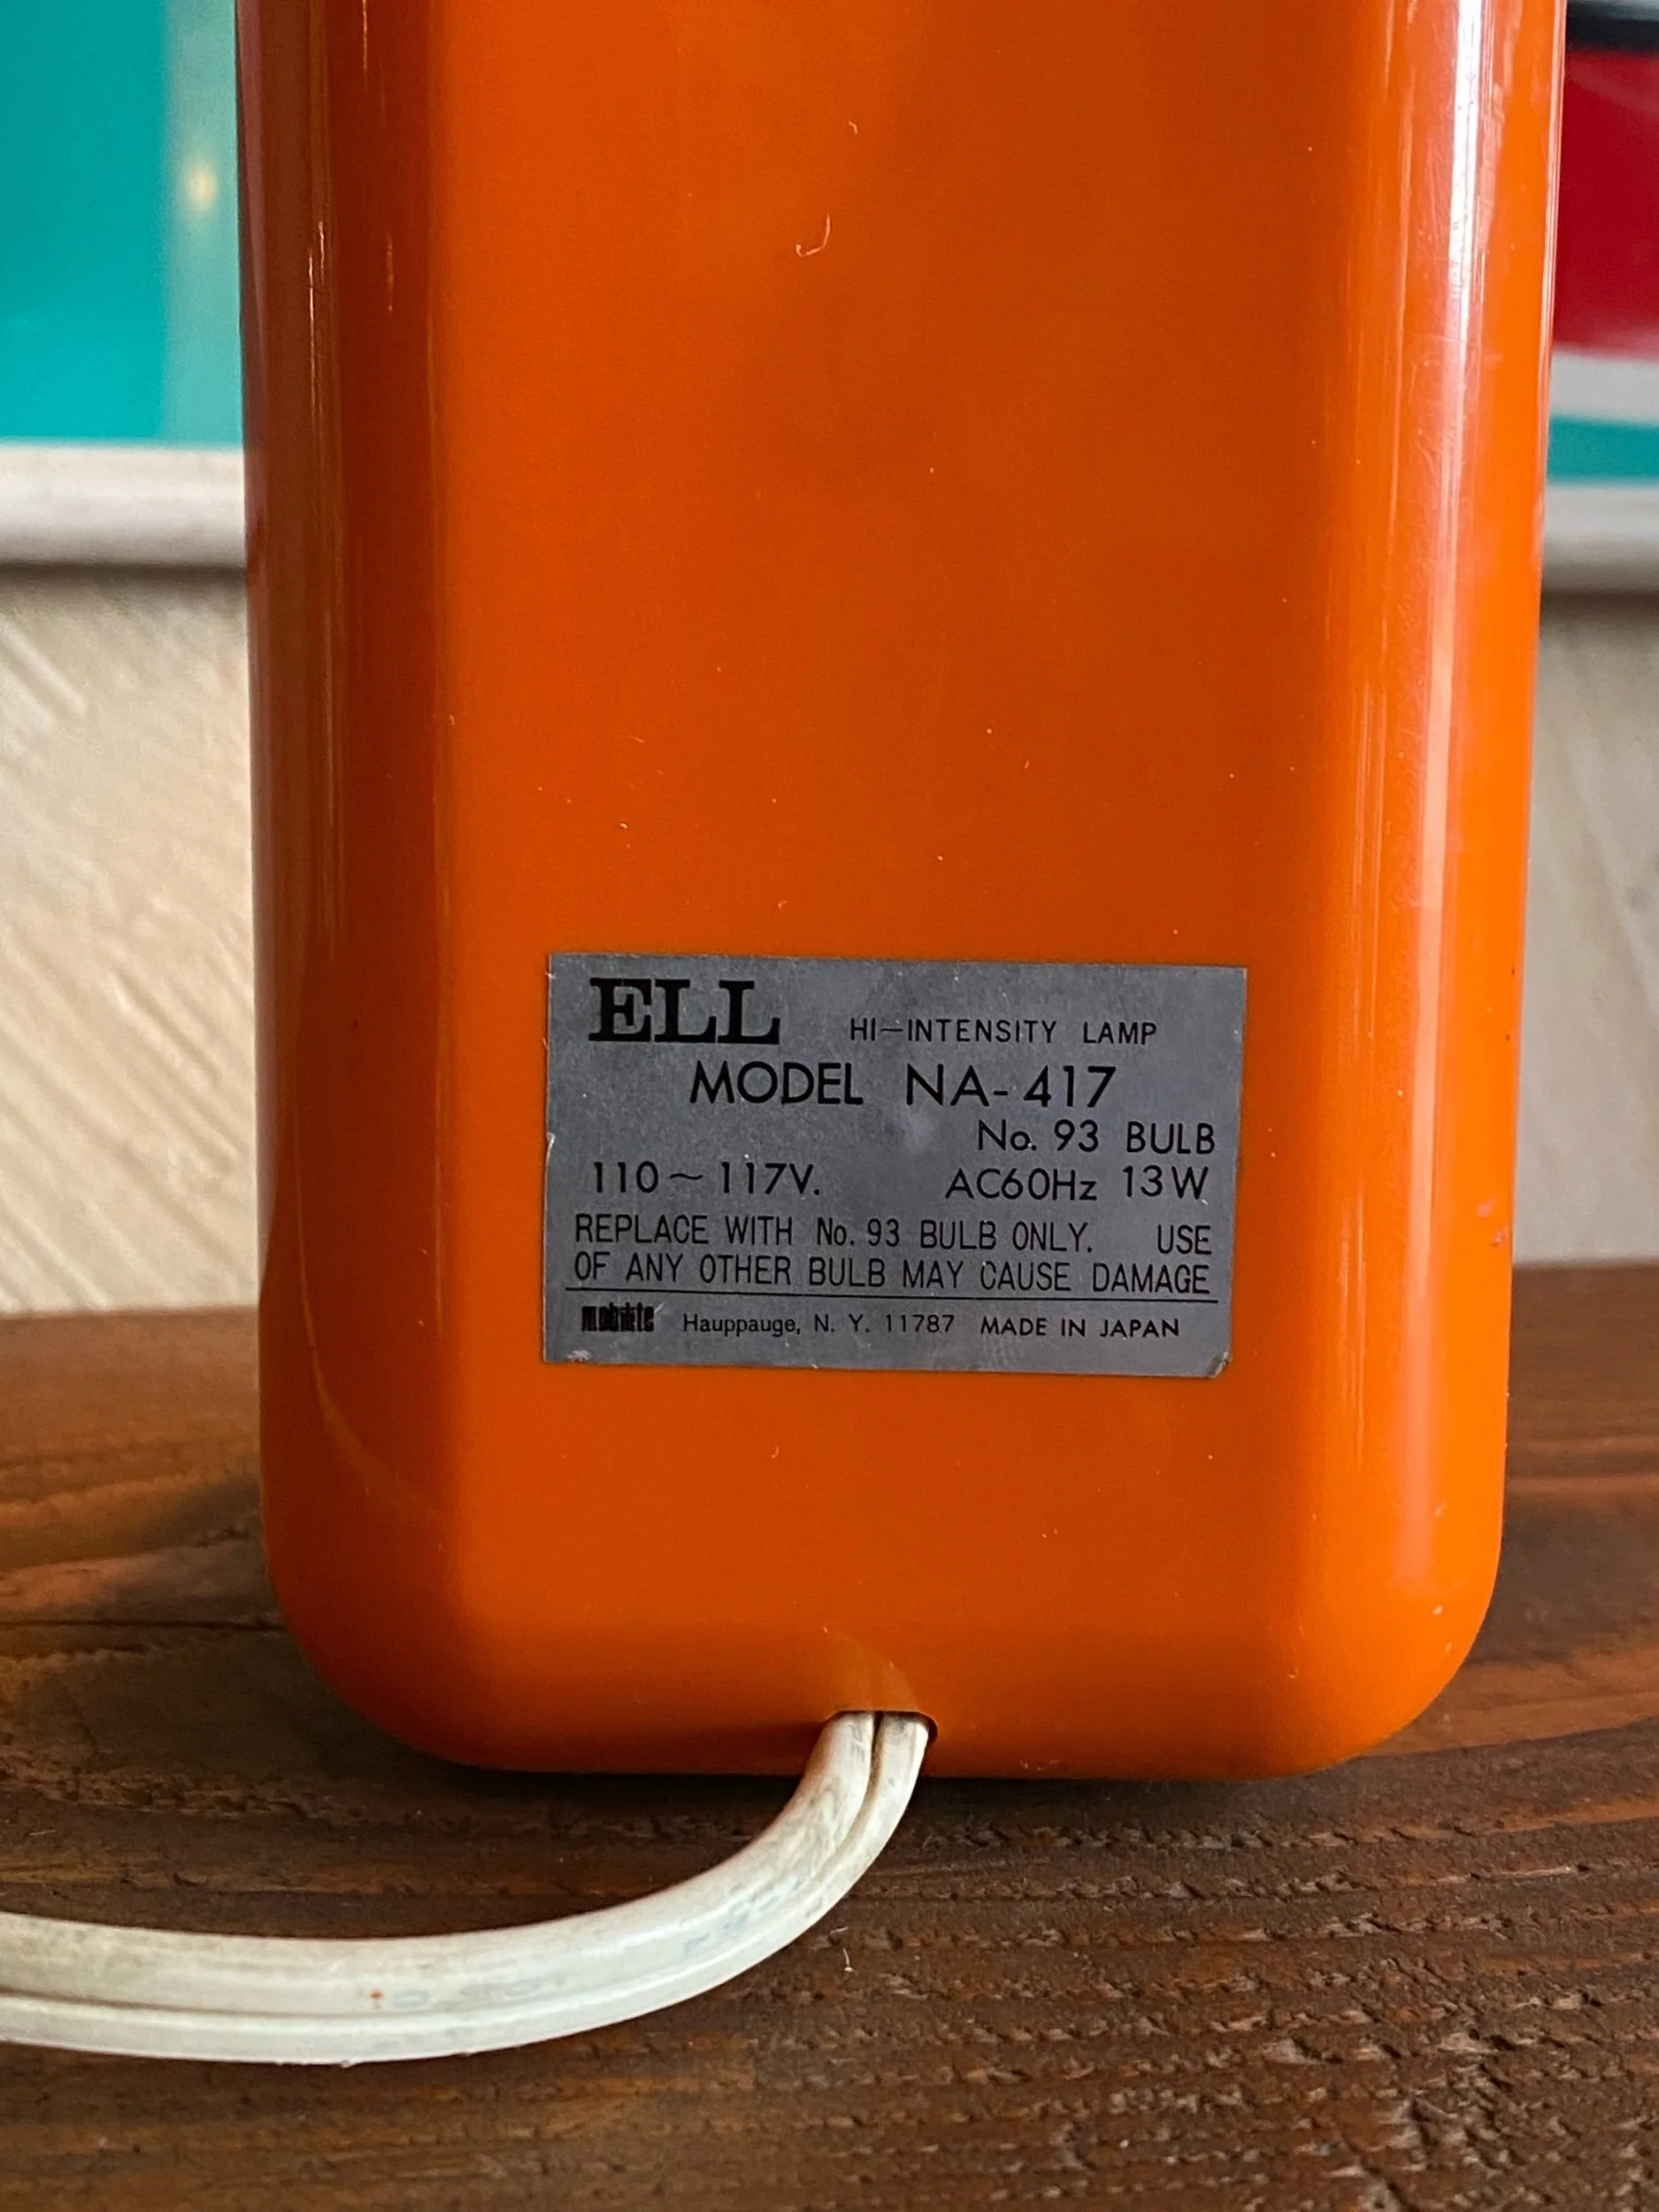 ELL HI-INTENSITY LAMP
MODEL NA-417
No. 93 BULB
110~117V. AC60Hz 13W
REPLACE WITH No. 93 BULB ONLY. USE
OF ANY OTHER BULB MAY CAUSE DAMAGE
mobilite Hauppauge, N. Y. 11787 MADE IN JAPAN